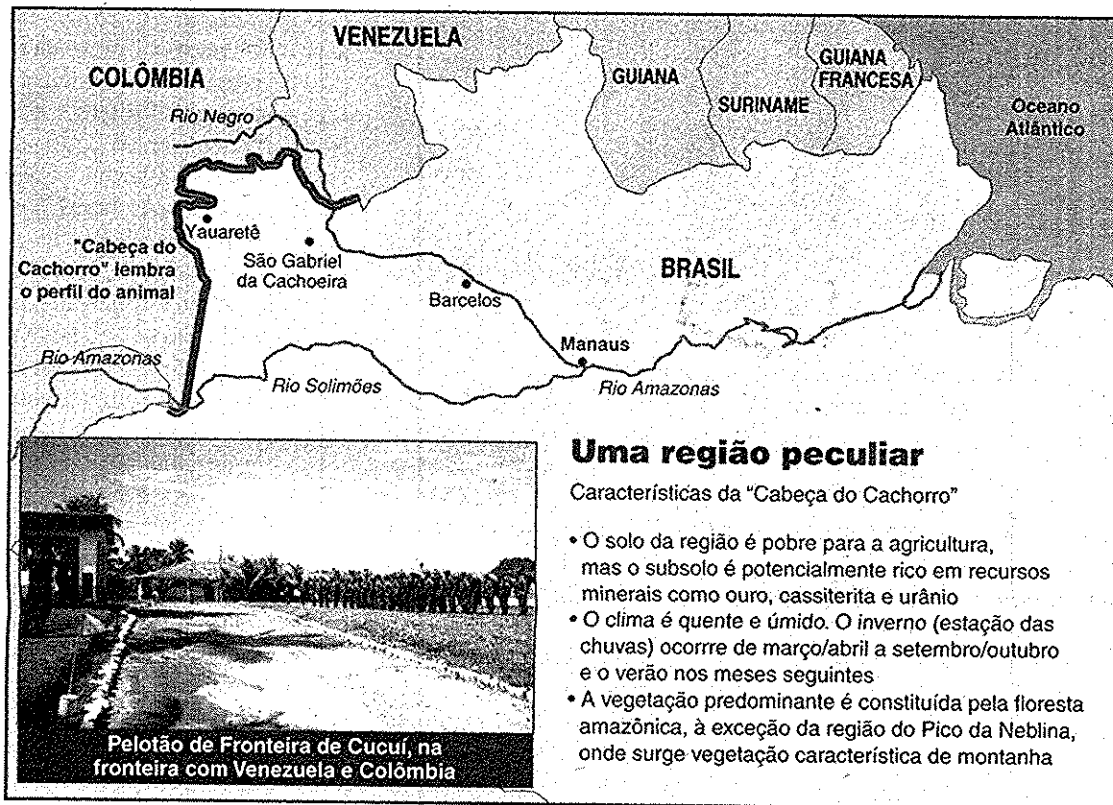 VENEZUELA
COLÔMBIA
GUIANA
SURINAME
GUIANA
FRANCESA
Oceano
Atlântico
Rio Negro
Yauaretê
"Cabeça do
Cachorro" lembra
o perfil do animal
São Gabriel
da Cachoeira
Barcelos
BRASIL
Manaus
Rio Amazonas
Rio Solimões
Rio Amazonas
Pelotão de Fronteira de Cucuí, na
fronteira com Venezuela e Colômbia
Uma região peculiar
Características da "Cabeça do Cachorro"
• O solo da região é pobre para a agricultura,
mas o subsolo é potencialmente rico em recursos
minerais como ouro, cassiterita e urânio
• O clima é quente e úmido. O inverno (estação das
chuvas) ocorrre de março/abril a setembro/outubro
e o verão nos meses seguintes
• A vegetação predominante é constituída pela floresta
amazônica, à exceção da região do Pico da Neblina,
onde surge vegetação característica de montanha